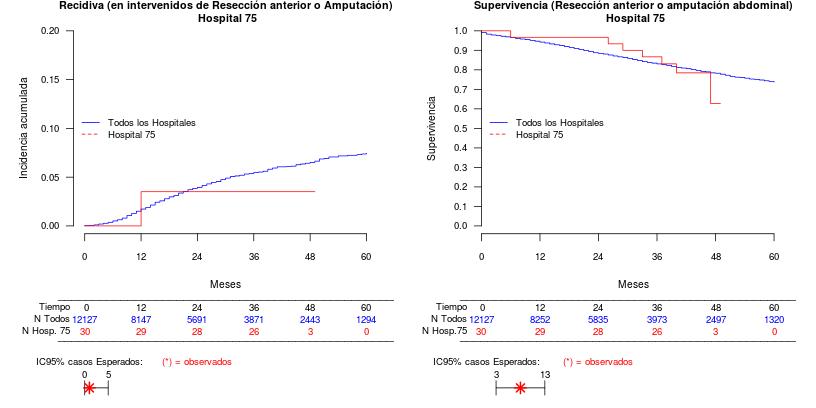 Recidiva (en intervenidos de Resección anterior o Amputación)
Hospital 75
Incidencia acumulada
0.20
0.15
0.10
0.05
0.00
Todos los Hospitales
Hospital 75
0 12 24 36 48 60
Meses
Tiempo 0 12 24 36 48 60
N Todos 12127 8147 5691 3871 2443 1294
N Hosp. 75 30 29 28 26 3 0
IC95% casos Esperados: (*) = observados
0 5
Supervivencia (Resección anterior o amputación abdominal)
Hospital 75
Supervivencia
1.0
0.9
0.8
0.7
0.6
0.5
0.4
0.3
0.2
0.1
0.0
Todos los Hospitales
Hospital 75
0 12 24 36 48 60
Meses
Tiempo 0 12 24 36 48 60
N Todos 12127 8252 5835 3973 2497 1320
N Hosp.75 30 29 28 26 3 0
IC95% casos Esperados: (*) = observados
3 13